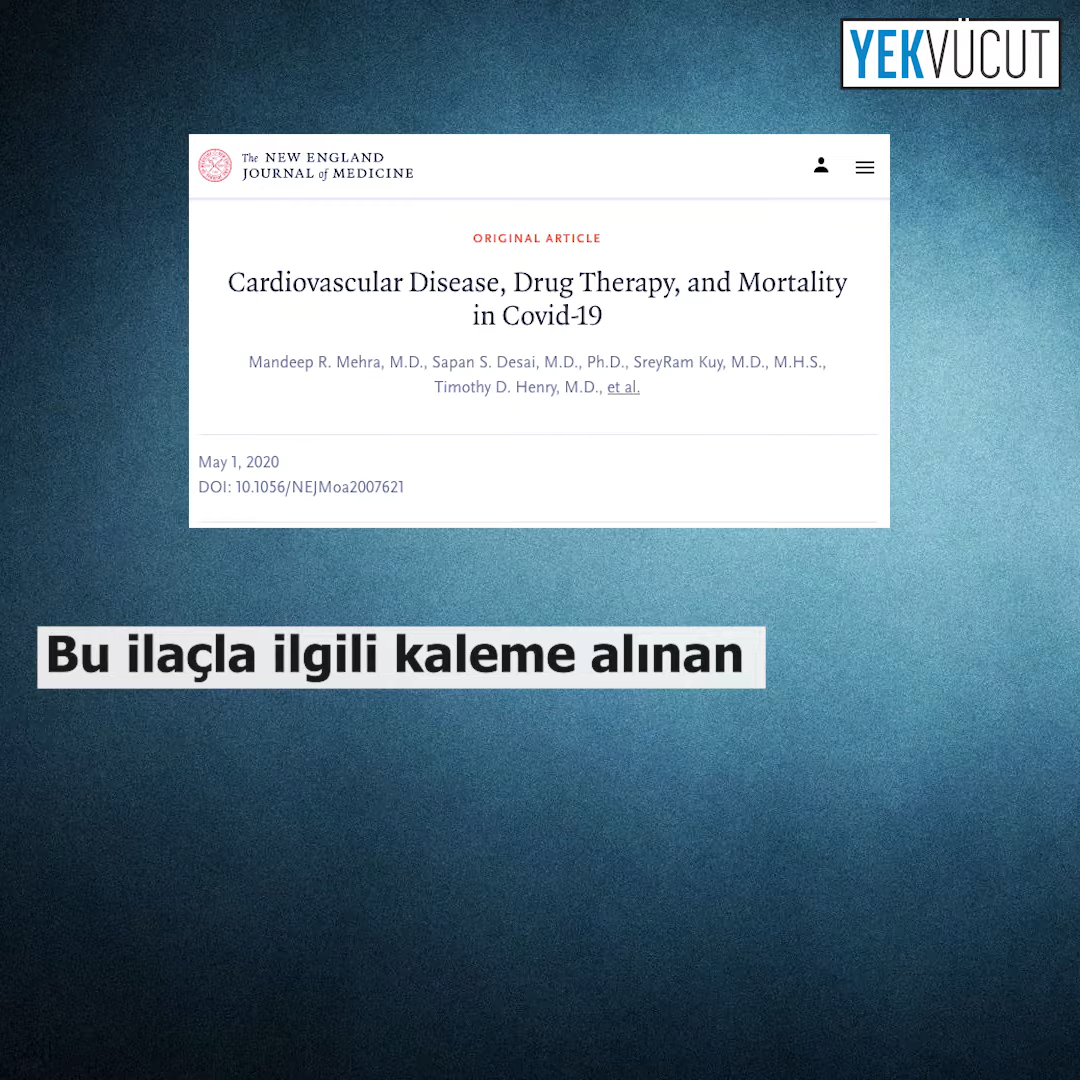 YEKVÜCUT
The NEW ENGLAND
JOURNAL of MEDICINE
ORIGINAL ARTICLE
Cardiovascular Disease, Drug Therapy, and Mortality
in Covid-19
Mandeep R. Mehra, M.D., Sapan S. Desai, M.D., Ph.D., SreyRam Kuy, M.D., M.H.S.,
Timothy D. Henry, M.D., et al.
May 1, 2020
DOI: 10.1056/NEJMoa2007621
Bu ilaçla ilgili kaleme alınan